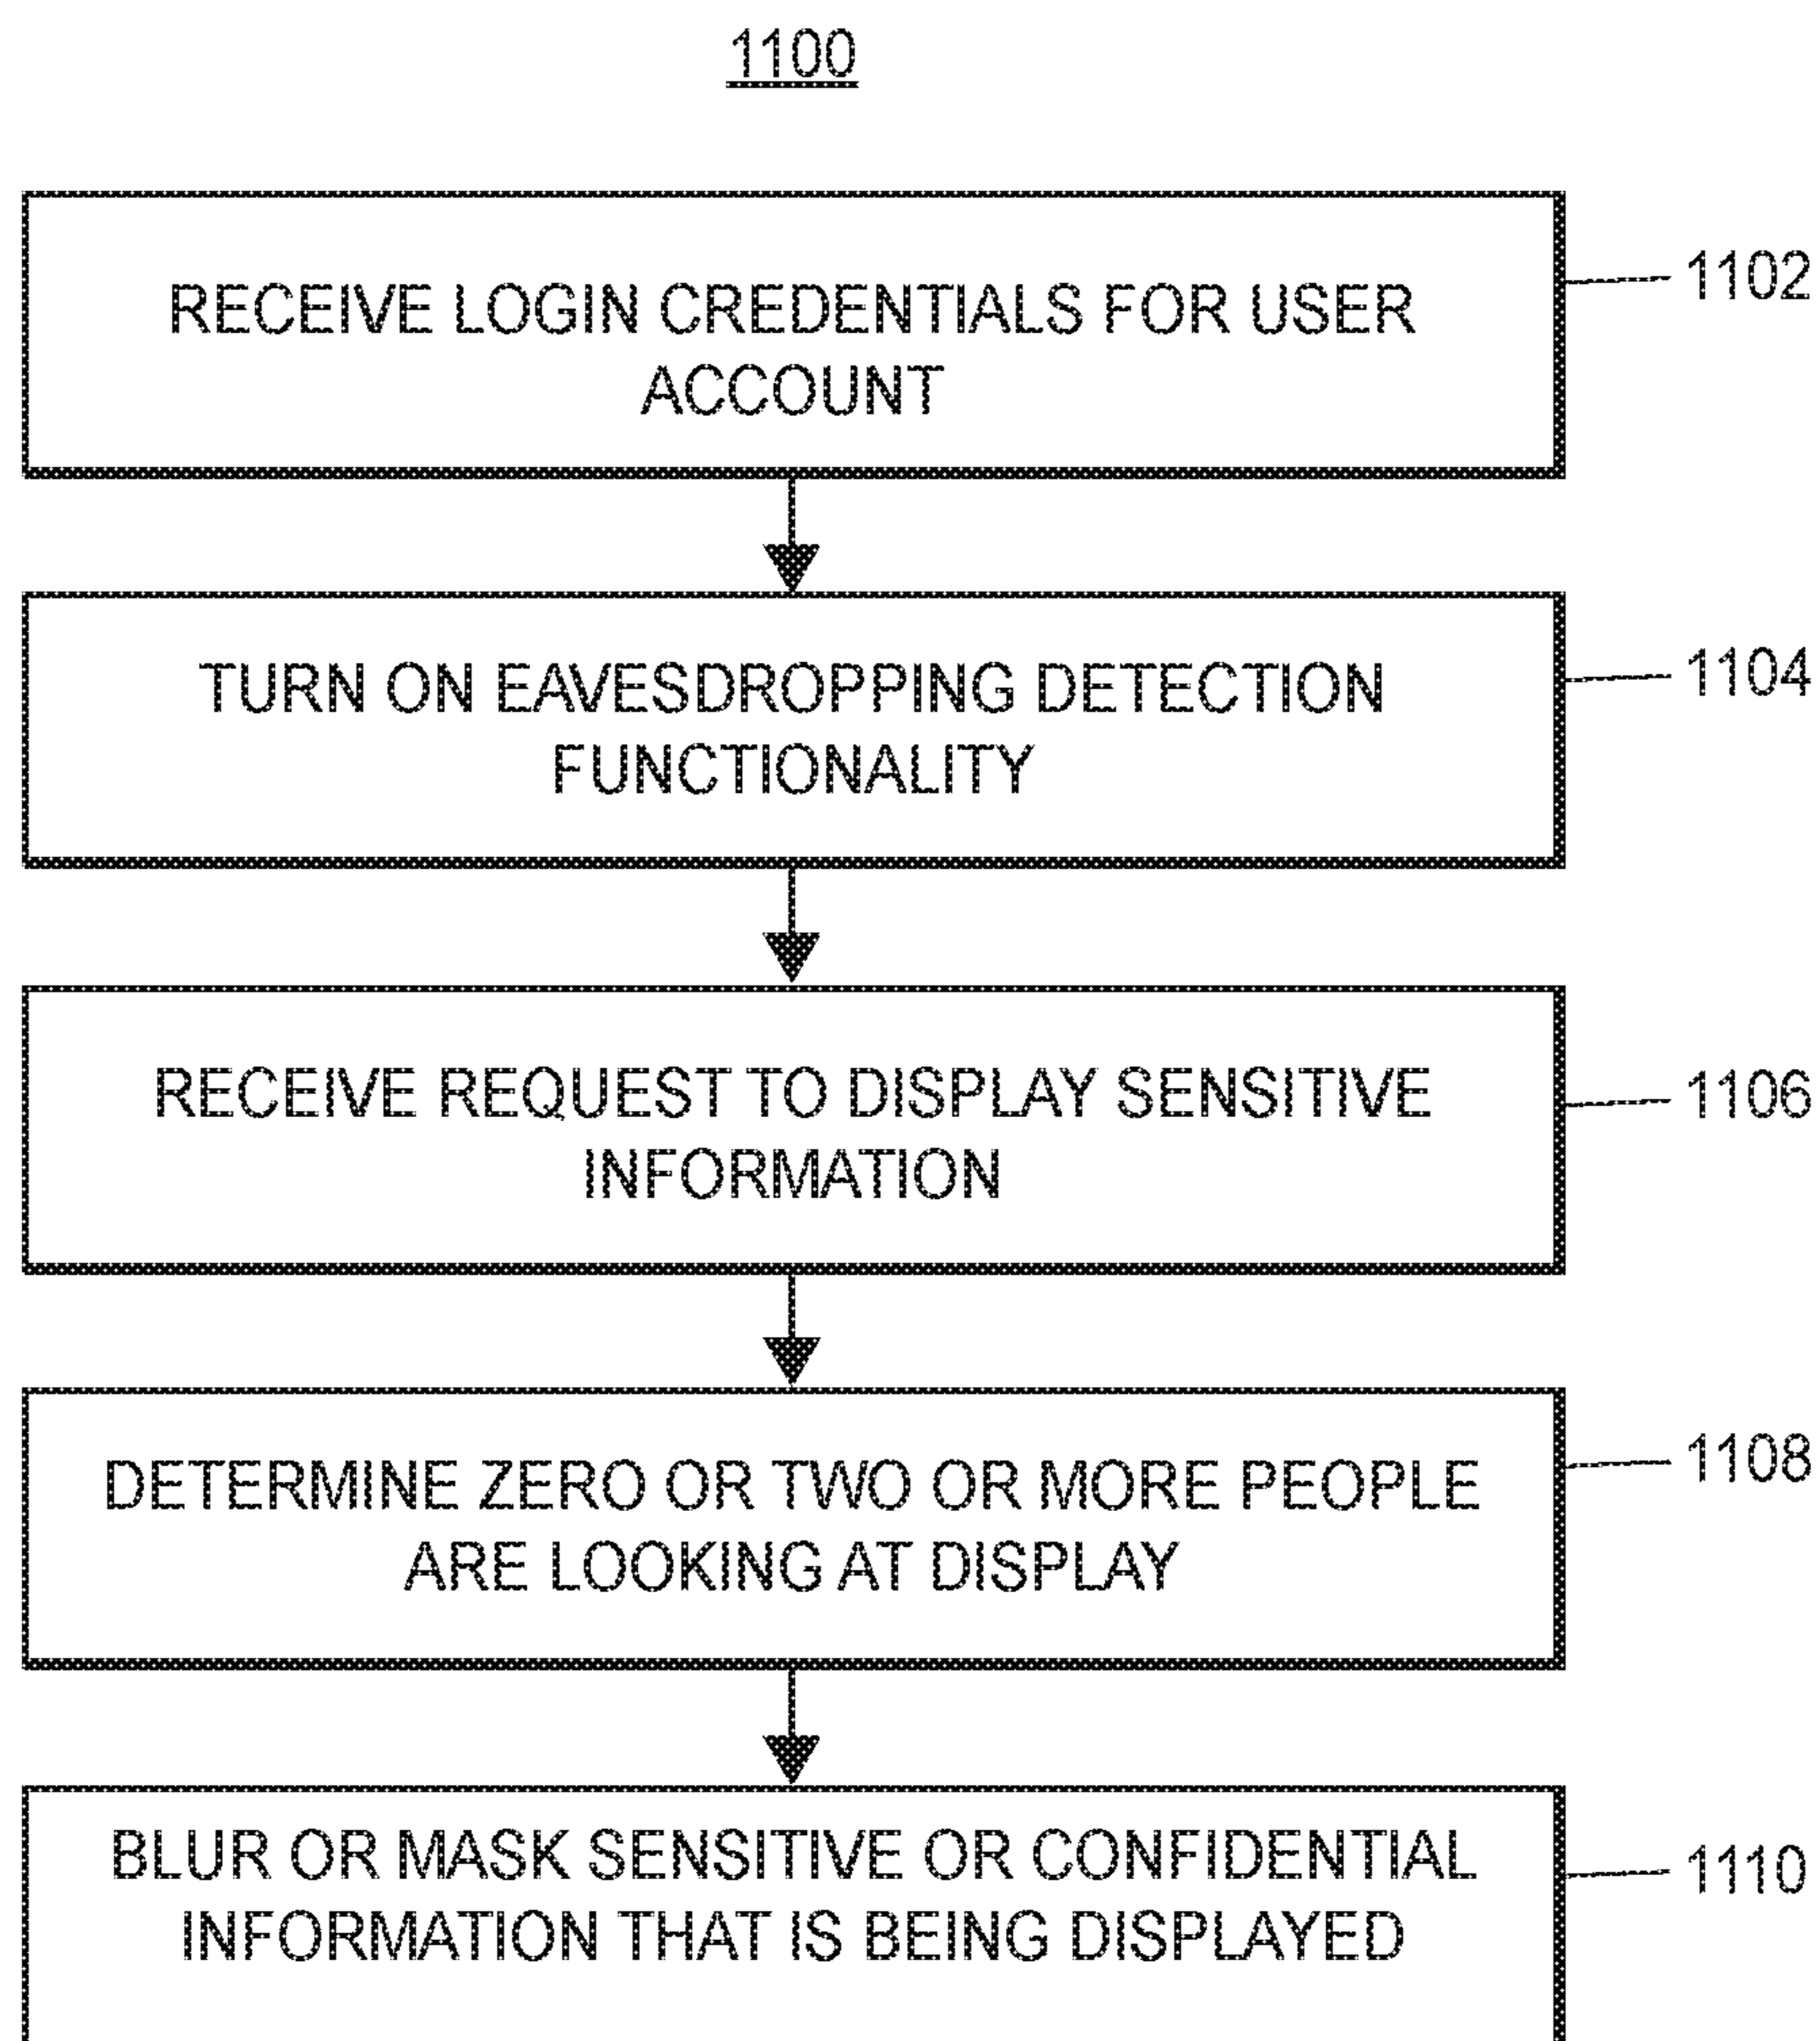 1100
RECEIVE LOGIN CREDENTIALS FOR USER
ACCOUNT
1102
TURN ON EAVESDROPPING DETECTION
FUNCTIONALITY
1104
RECEIVE REQUEST TO DISPLAY SENSITIVE
INFORMATION
1106
DETERMINE ZERO OR TWO OR MORE PEOPLE
ARE LOOKING AT DISPLAY
1108
BLUR OR MASK SENSITIVE OR CONFIDENTIAL
INFORMATION THAT IS BEING DISPLAYED
1110